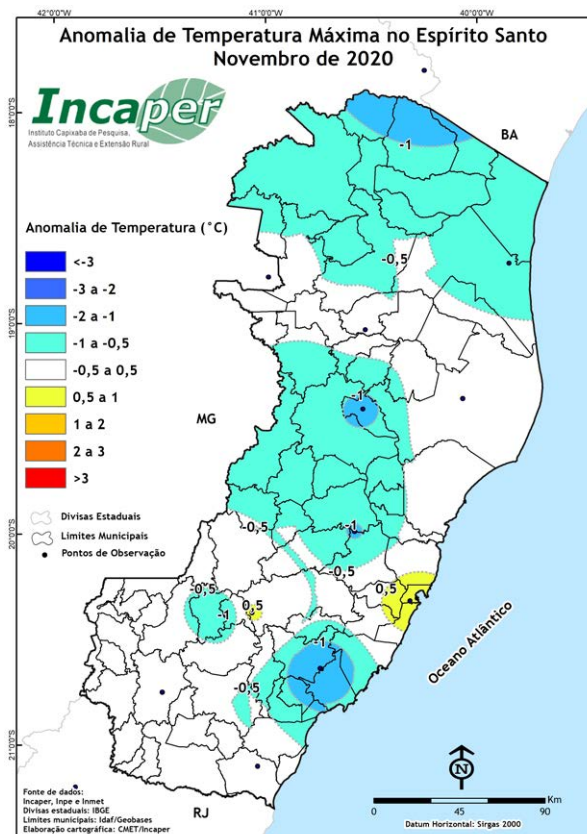 42°0'0"O
41°0'0"O
40°0'0"O
Anomalia de Temperatura Máxima no Espírito Santo
Novembro de 2020
Incaper
Instituto Capixaba de Pesquisa,
Assistência Técnica e Extensão Rural
18°0'0"S
BA
-1
Anomalia de Temperatura (°C)
<-3
-3 a -2
-2 a -1
-1 a -0,5
-0,5 a 0,5
0,5 a 1
1 a 2
2 a 3
>3
-0,5
19°0'0"S
-1
MG
Divisas Estaduais
Limites Municipais
Pontos de Observação
-0,5
-1
20°0'0"S
-0,5
-0,5
0,5
0,5
-1
-1
-0,5
Oceano Atlântico
21°0'0"S
N
Fonte de dados:
Incaper, Inpe e Inmet
Divisas estaduais: IBGE
Limites municipais: Idaf/Geobases
Elaboração cartográfica: CMET/Incaper
RJ
0 45 90 Km
Datum Horizontal: Sirgas 2000